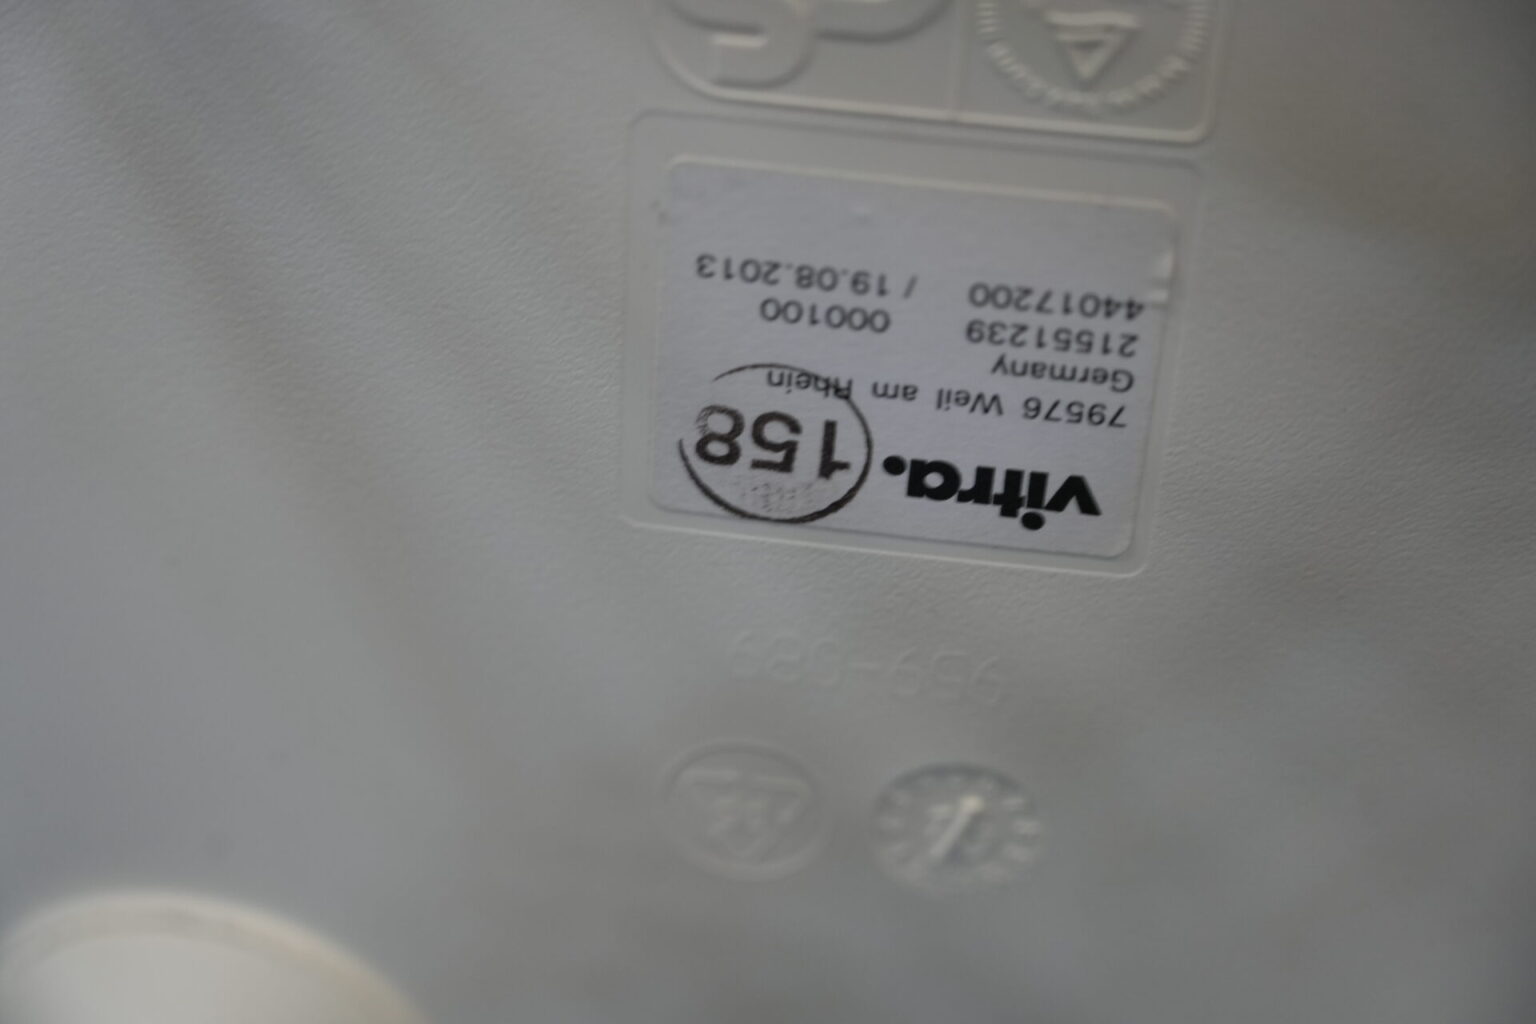 vitra.
158
79576 Weil am Rhein
Germany
21551239 000100
44017200 / 19.08.2013